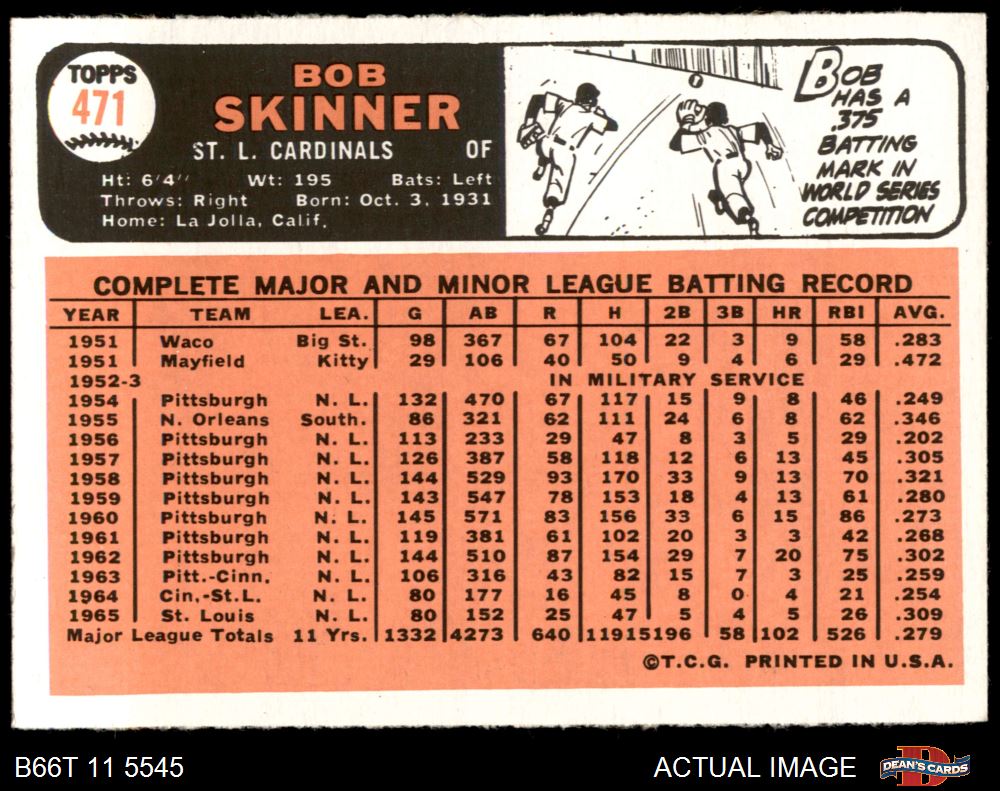 TOPPS
471
BOB
SKINNER
ST. L. CARDINALS OF
Ht: 6'4" Wt: 195 Bats: Left
Throws: Right Born: Oct. 3, 1931
Home: La Jolla, Calif.
BOB
HAS A
.375
BATTING
MARK IN
WORLD SERIES
COMPETITION
COMPLETE MAJOR AND MINOR LEAGUE BATTING RECORD
YEAR TEAM LEA. G AB R H 2B 3B HR RBI AVG.
1951 Waco Big St. 98 367 67 104 22 3 9 58 .283
1951 Mayfield Kitty 29 106 40 50 9 4 6 29 .472
1952-3 IN MILITARY SERVICE
1954 Pittsburgh N. L. 132 470 67 117 15 9 8 46 .249
1955 N. Orleans South. 86 321 62 111 24 6 8 62 .346
1956 Pittsburgh N. L. 113 233 29 47 8 3 5 29 .202
1957 Pittsburgh N. L. 126 387 58 118 12 6 13 45 .305
1958 Pittsburgh N. L. 144 529 93 170 33 9 13 70 .321
1959 Pittsburgh N. L. 143 547 78 153 18 4 13 61 .280
1960 Pittsburgh N. L. 145 571 83 156 33 6 15 86 .273
1961 Pittsburgh N. L. 119 381 61 102 20 3 3 42 .268
1962 Pittsburgh N. L. 144 510 87 154 29 7 20 75 .302
1963 Pitt.-Cinn. N. L. 106 316 43 82 15 7 3 25 .259
1964 Cin.-St.L. N. L. 80 177 16 45 8 0 4 21 .254
1965 St. Louis N. L. 80 152 25 47 5 4 5 26 .309
Major League Totals 11 Yrs. 1332 4273 640 11915196 58 102 526 .279
©T.C.G. PRINTED IN U.S.A.
B66T 11 5545 ACTUAL IMAGE
D
DEAN'S CARDS